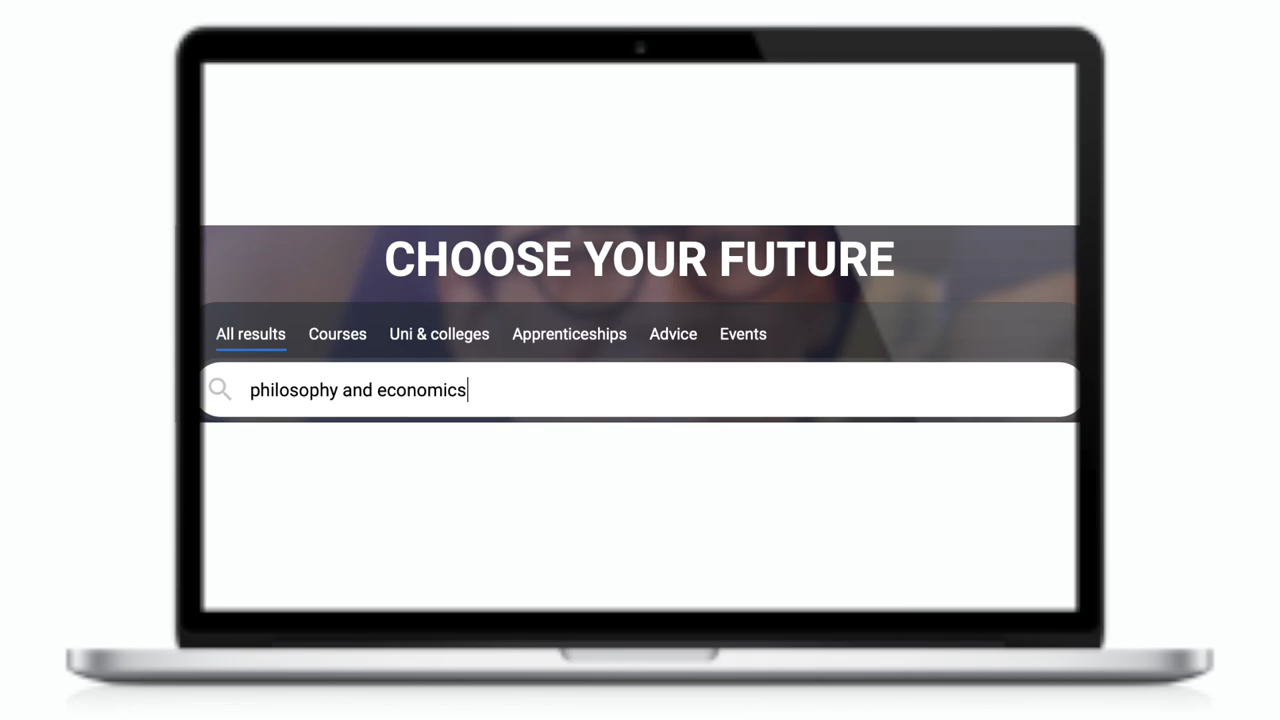 CHOOSE YOUR FUTURE
All results Courses Uni & colleges Apprenticeships Advice Events
philosophy and economics